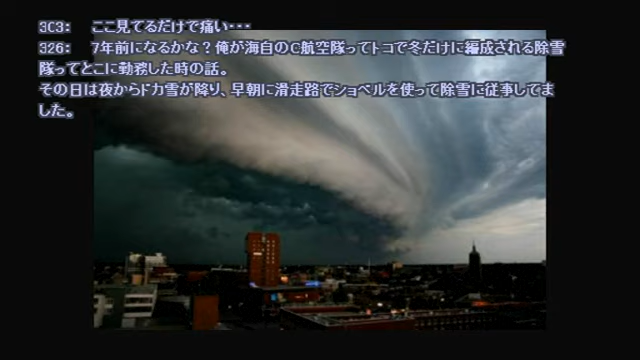 3C3:　ここ見てるだけで痛い・・・
326:　7年前になるかな？俺が海自のC航空隊ってトコで冬だけに編成される除雪
隊ってとこに勤務した時の話。
その日は夜からドカ雪が降り、早朝に滑走路でショベルを使って除雪に従事してま
した。